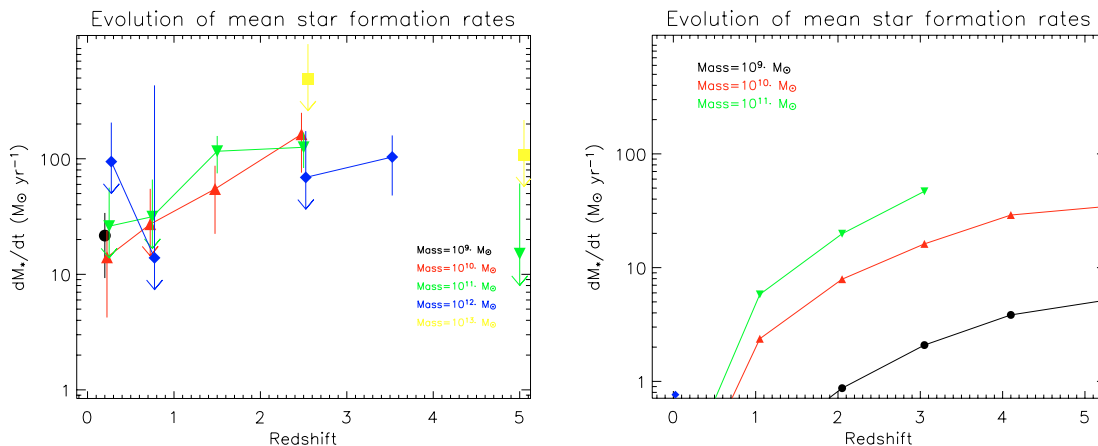 Evolution of mean star formation rates
dM⁎/dt (M⊙ yr⁻¹)
100
10
1
Mass=10⁹· M⊙
Mass=10¹⁰· M⊙
Mass=10¹¹· M⊙
Mass=10¹²· M⊙
Mass=10¹³· M⊙
0 1 2 3 4 5
Redshift
Evolution of mean star formation rates
dM⁎/dt (M⊙ yr⁻¹)
100
10
1
Mass=10⁹· M⊙
Mass=10¹⁰· M⊙
Mass=10¹¹· M⊙
0 1 2 3 4 5
Redshift